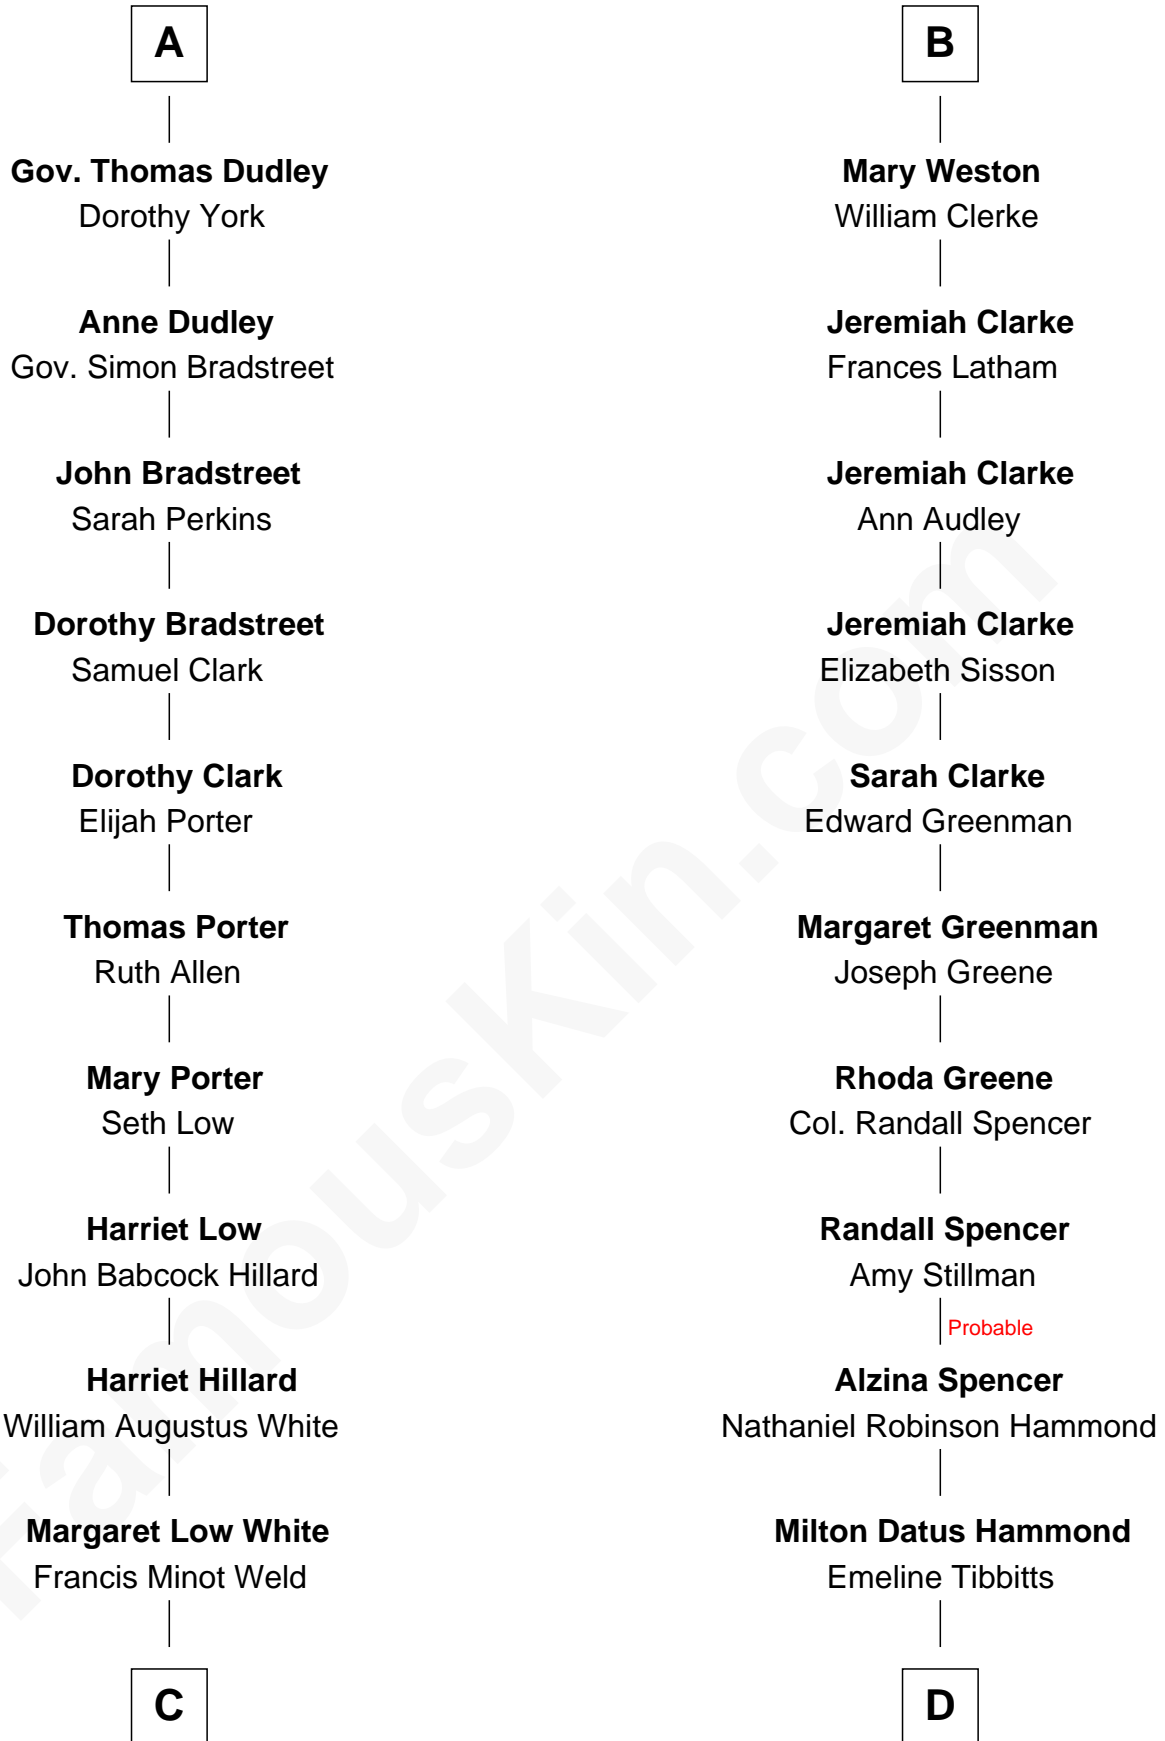 A
Gov. Thomas Dudley
Dorothy York
Anne Dudley
Gov. Simon Bradstreet
John Bradstreet
Sarah Perkins
Dorothy Bradstreet
Samuel Clark
Dorothy Clark
Elijah Porter
Thomas Porter
Ruth Allen
Mary Porter
Seth Low
Harriet Low
John Babcock Hillard
Harriet Hillard
William Augustus White
Margaret Low White
Francis Minot Weld
C
B
Mary Weston
William Clerke
Jeremiah Clarke
Frances Latham
Jeremiah Clarke
Ann Audley
Jeremiah Clarke
Elizabeth Sisson
Sarah Clarke
Edward Greenman
Margaret Greenman
Joseph Greene
Rhoda Greene
Col. Randall Spencer
Randall Spencer
Amy Stillman
Probable
Alzina Spencer
Nathaniel Robinson Hammond
Milton Datus Hammond
Emeline Tibbitts
D
FamousKin.com